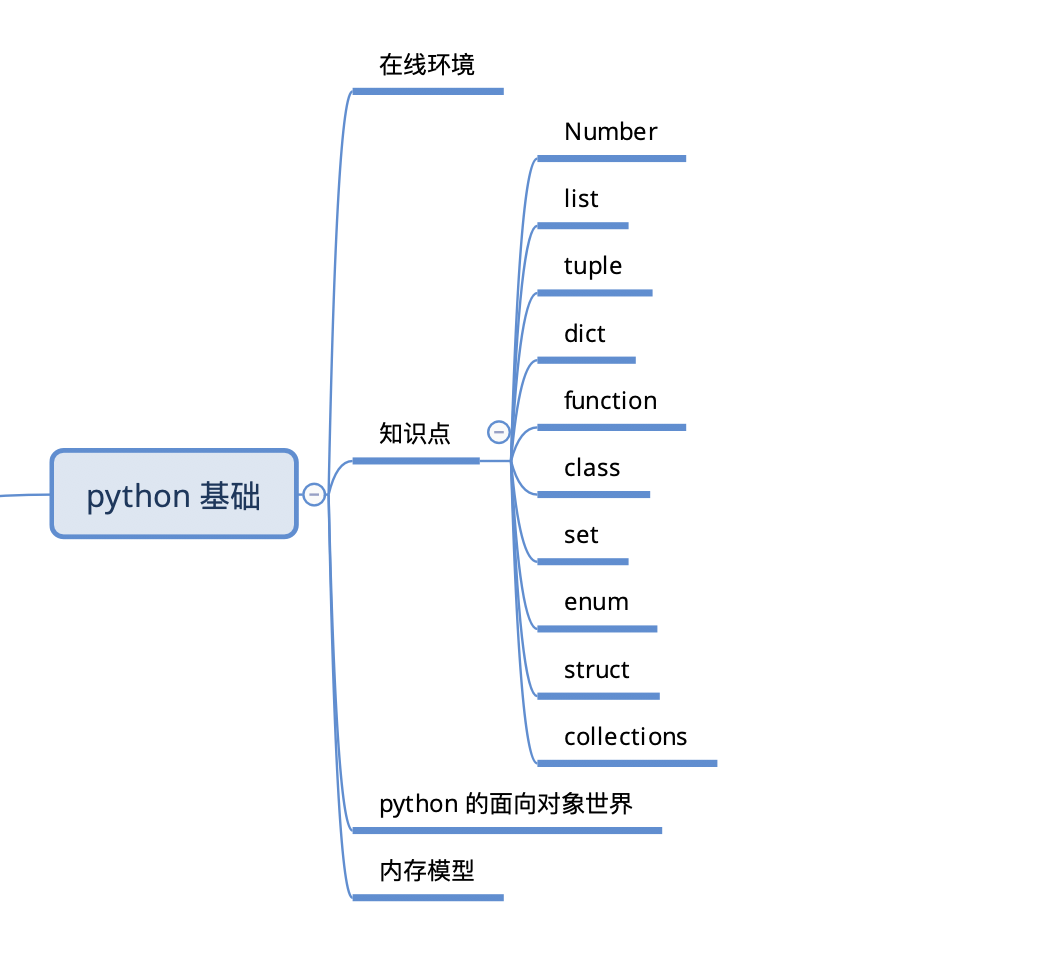 在线环境
Number
list
tuple
dict
function
知识点
class
python 基础
set
enum
struct
collections
python 的面向对象世界
内存模型